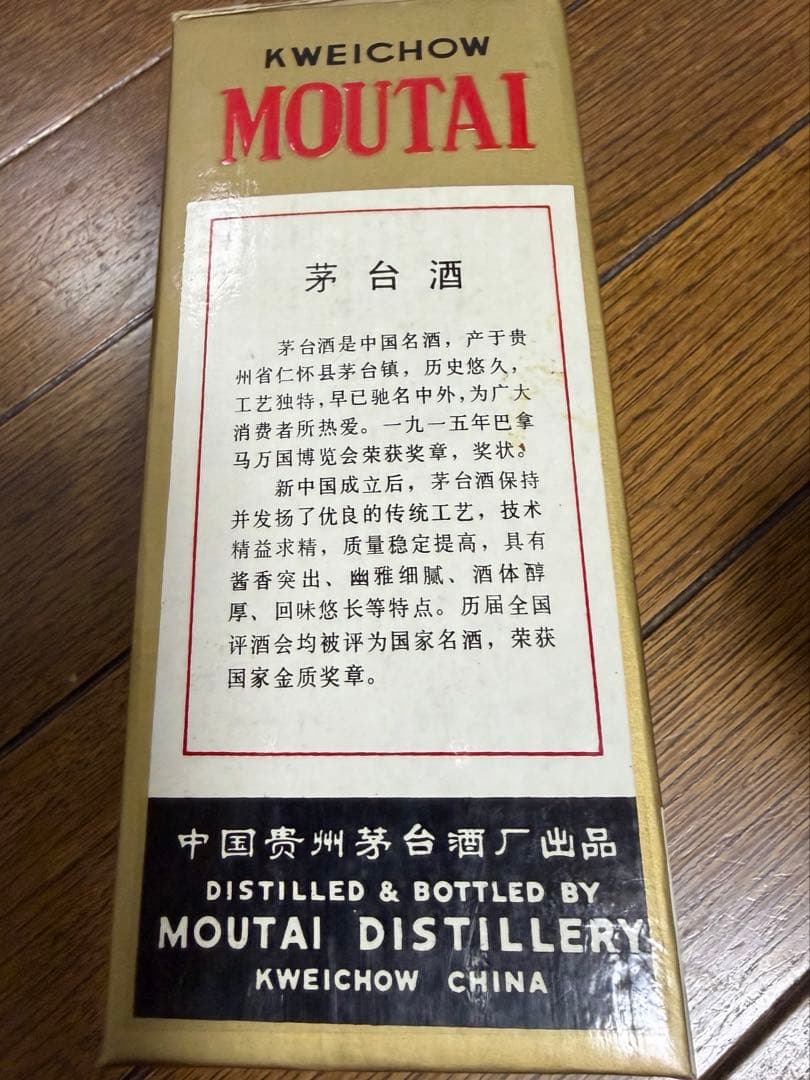 KWEICHOW
MOUTAI
茅台酒
茅台酒是中国名酒，产于贵
州省仁怀县茅台镇，历史悠久，
工艺独特，早已驰名中外，为广大
消费者所热爱。一九一五年巴拿
马万国博览会荣获奖章，奖状。
新中国成立后，茅台酒保持
并发扬了优良的传统工艺，技术
精益求精，质量稳定提高，具有
酱香突出、幽雅细腻、酒体醇
厚、回味悠长等特点。历届全国
评酒会均被评为国家名酒，荣获
国家金质奖章。
中国贵州茅台酒厂出品
DISTILLED & BOTTLED BY
MOUTAI DISTILLERY
KWEICHOW CHINA